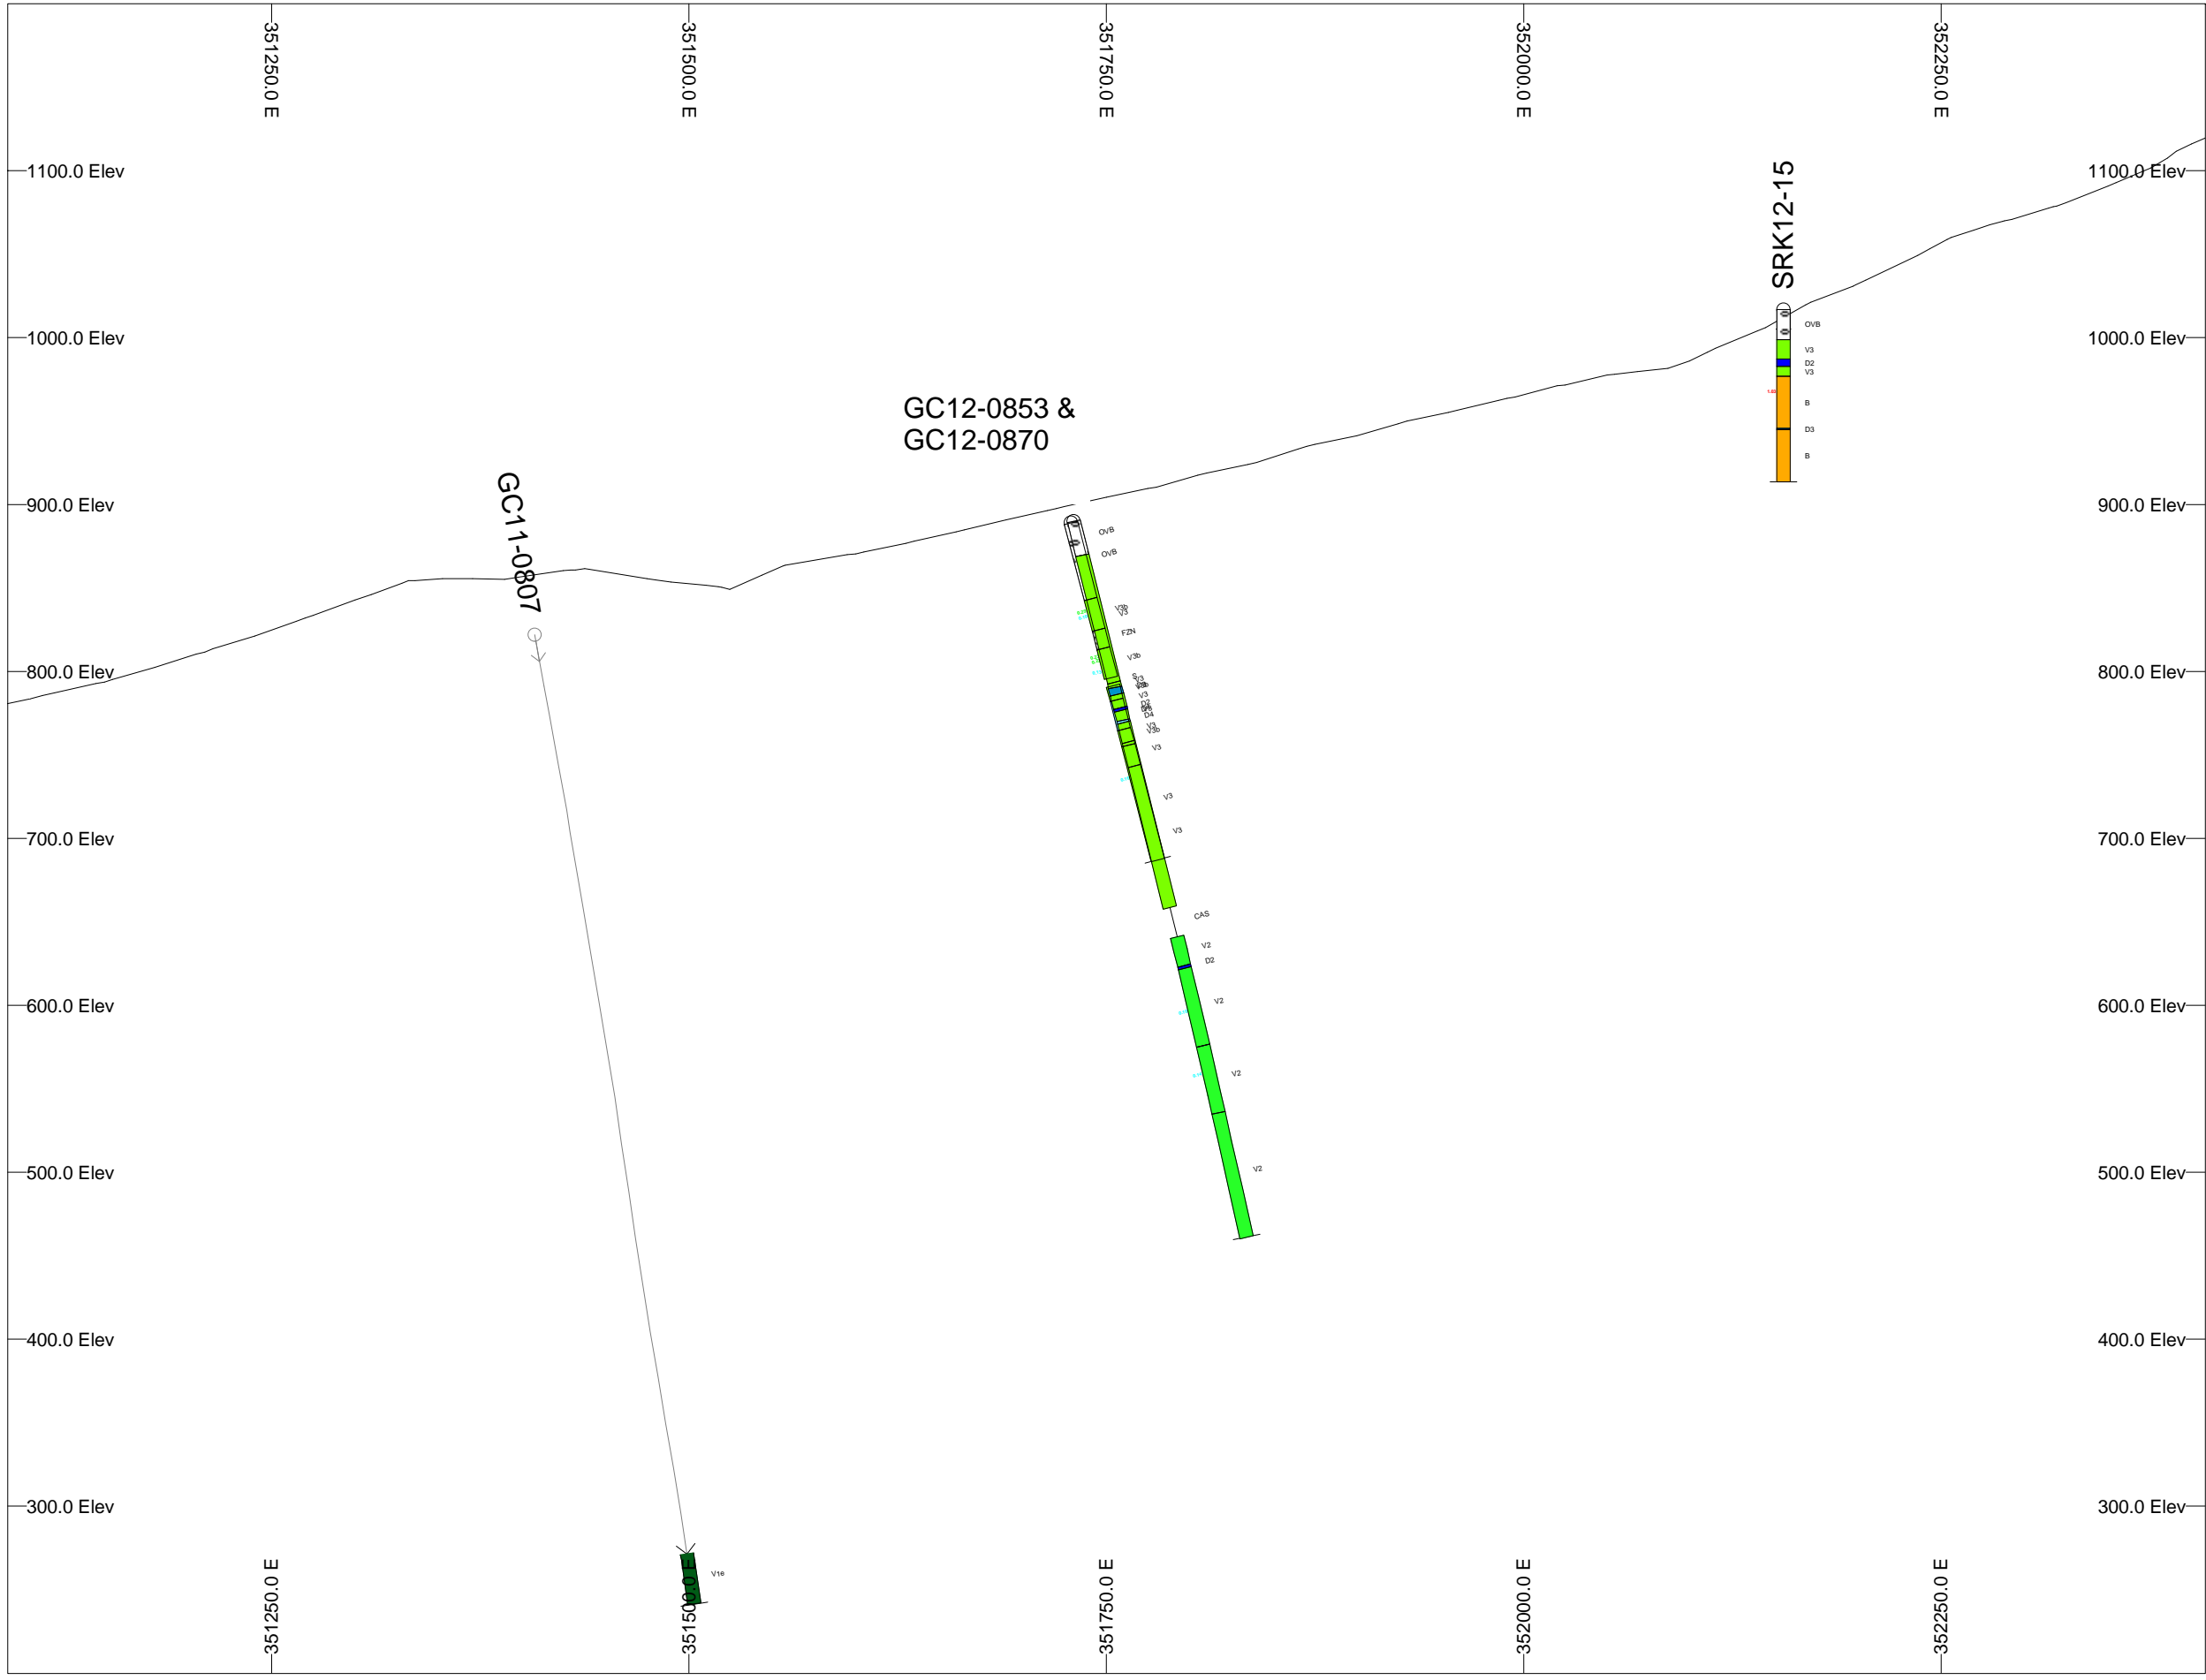 351250.0 E
351500.0 E
351750.0 E
352000.0 E
352250.0 E
1100.0 Elev
1100.0 Elev
SRK12-15
OVB
1000.0 Elev
1000.0 Elev
V3
D2
V3
B
D3
B
GC12-0853 &
GC12-0870
GC11-0807
900.0 Elev
900.0 Elev
OVB
OVB
V3b
V3
FZN
V3b
800.0 Elev
800.0 Elev
V3
V3
V3b
V3
V3
V3
700.0 Elev
700.0 Elev
CAS
V2
D2
V2
600.0 Elev
600.0 Elev
V2
500.0 Elev
500.0 Elev
V2
400.0 Elev
400.0 Elev
300.0 Elev
300.0 Elev
V1e
351250.0 E
351500.0 E
351750.0 E
352000.0 E
352250.0 E